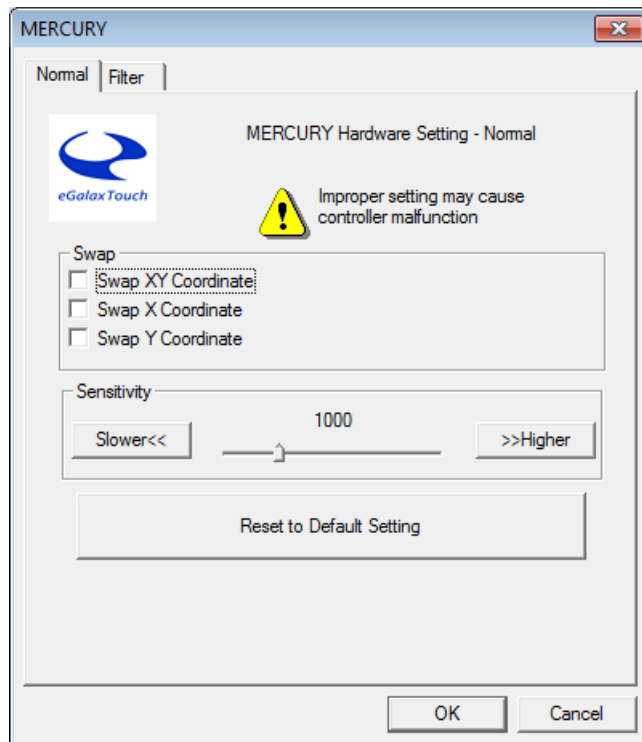 MERCURY
Normal
Filter
MERCURY Hardware Setting - Normal
eGalaxTouch
Improper setting may cause
controller malfunction
Swap
Swap XY Coordinate
Swap X Coordinate
Swap Y Coordinate
Sensitivity
1000
Slower<<
>>Higher
Reset to Default Setting
OK
Cancel